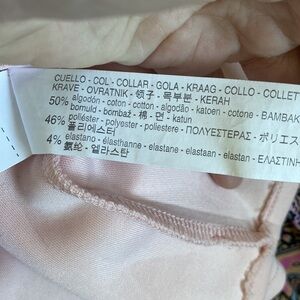 CUELLO - COL - COLLAR - GOLA - KRAAG - COLLO - COLLET
KRAVE - OVRATNIK - 领子 - 목부분 - KERAH
50% algodón - coton - cotton - algodão - katoen - cotone - BAMBAK
bomuld - bombaž - 棉 - 면 - katun
46% poliéster - polyester - poliestere - ΠΟΛΥΕΣΤΕΡΑΣ - ポリエス
폴리에스터
4% elastano - élasthanne - elastane - elastaan - elastan - ΕΛΑΣΤΙΝΗ
氨纶 - 엘라스탄